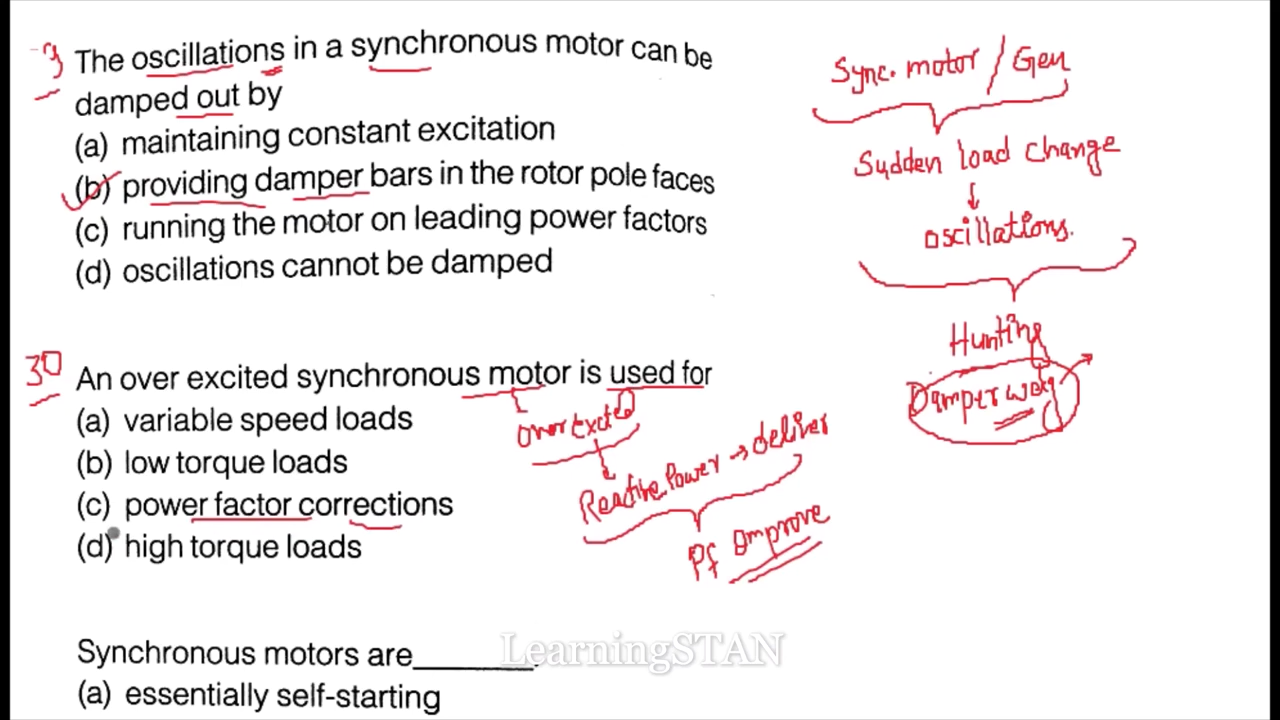 The oscillations in a synchronous motor can be
damped out by
(a) maintaining constant excitation
(b) providing damper bars in the rotor pole faces
(c) running the motor on leading power factors
(d) oscillations cannot be damped
30
An over excited synchronous motor is used for
(a) variable speed loads
(b) low torque loads
(c) power factor corrections
(d) high torque loads
Synchronous motors are________.
(a) essentially self-starting
Sync. motor / Gen
Sudden load change
oscillations.
Hunting
Damper wdg
over excited
Reactive Power → deliver
Pf Improve
LearningSTAN